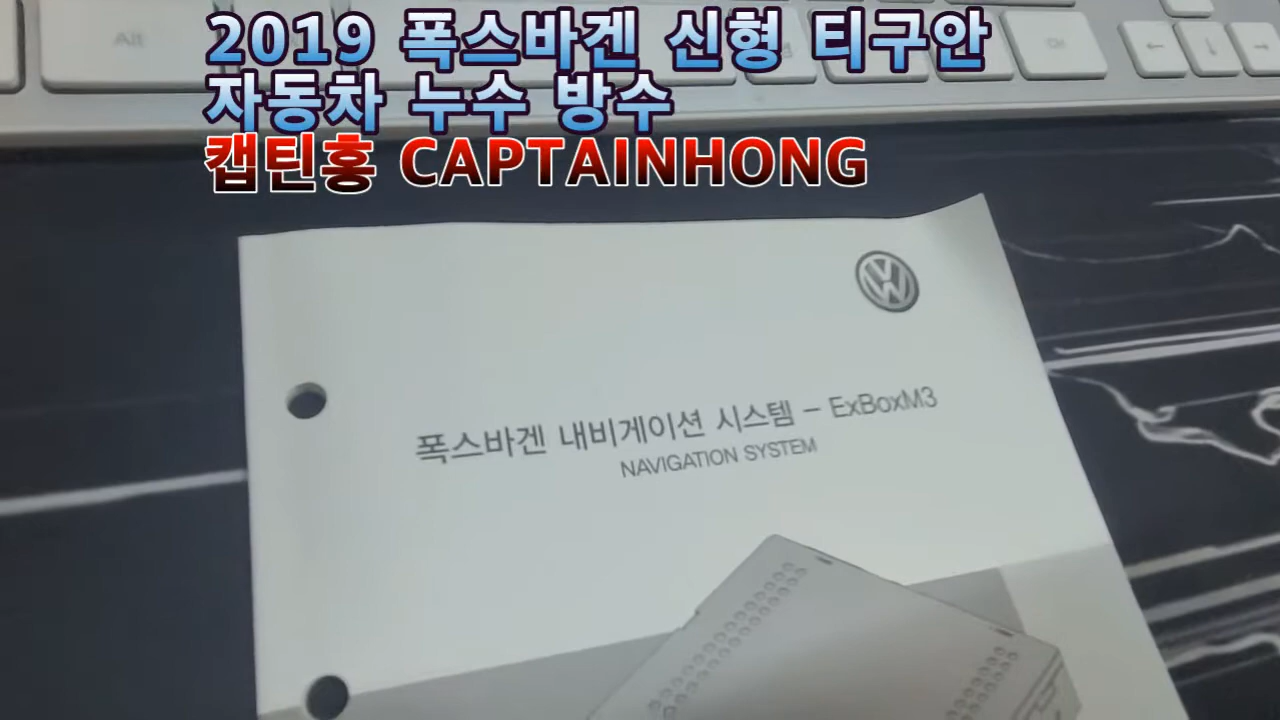 Alt
2019 폭스바겐 신형 티구안
자동차 누수 방수
캡틴홍 CAPTAINHONG
폭스바겐 내비게이션 시스템 - ExBoxM3
NAVIGATION SYSTEM